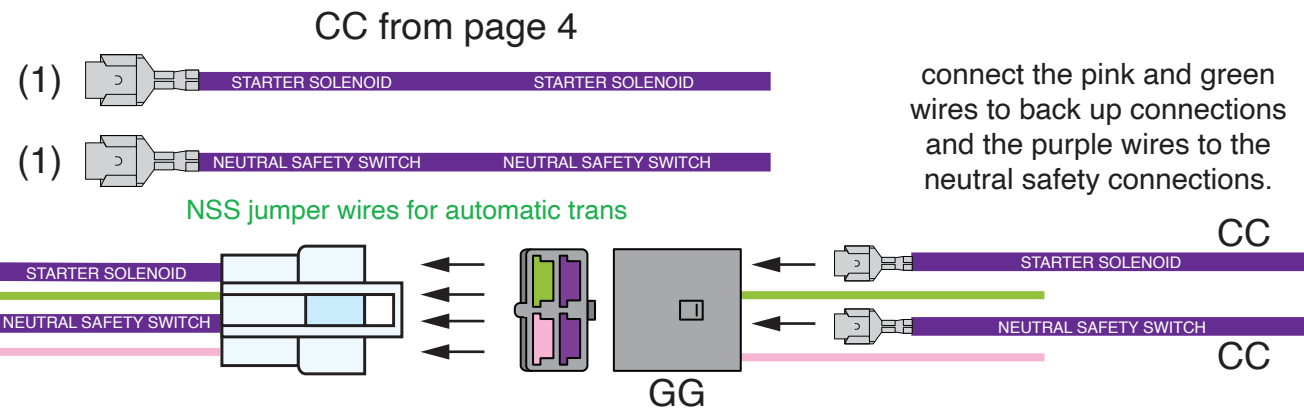 CC from page 4
(1) STARTER SOLENOID STARTER SOLENOID
(1) NEUTRAL SAFETY SWITCH NEUTRAL SAFETY SWITCH
NSS jumper wires for automatic trans
connect the pink and green
wires to back up connections
and the purple wires to the
neutral safety connections.
CC
STARTER SOLENOID
STARTER SOLENOID
NEUTRAL SAFETY SWITCH
NEUTRAL SAFETY SWITCH
CC
GG